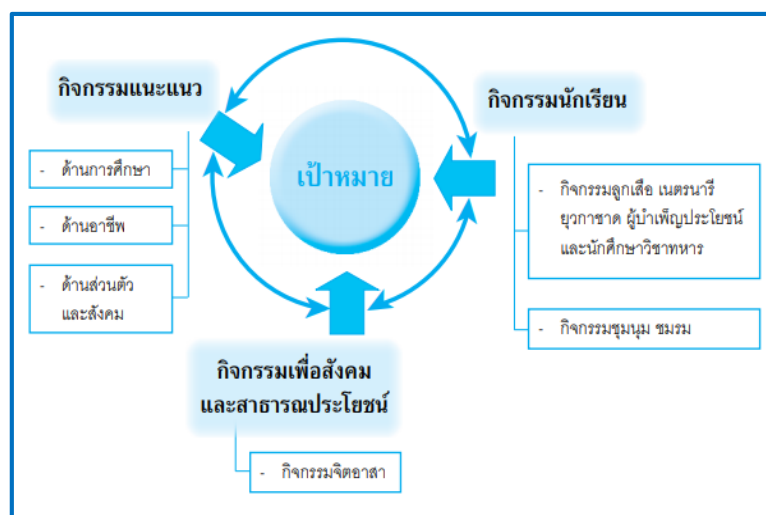 กิจกรรมแนะแนว
- ด้านการศึกษา
- ด้านอาชีพ
- ด้านส่วนตัว
และสังคม
เป้าหมาย
กิจกรรมนักเรียน
- กิจกรรมลูกเสือ เนตรนารี
ยุวกาชาด ผู้บำเพ็ญประโยชน์
และนักศึกษาวิชาทหาร
- กิจกรรมชุมนุม ชมรม
กิจกรรมเพื่อสังคม
และสาธารณประโยชน์
- กิจกรรมจิตอาสา